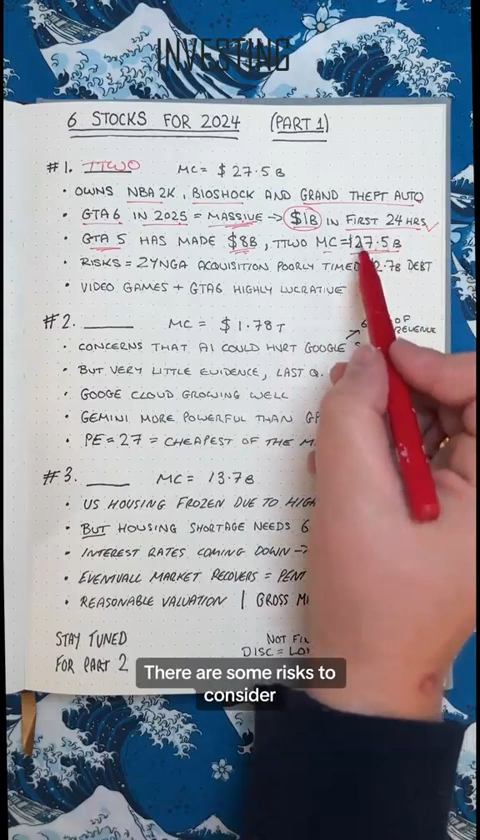 INVESTING
6 STOCKS FOR 2024 (PART 1)
#1. TTWO MC = $27.5B
• OWNS NBA 2K, BIOSHOCK AND GRAND THEFT AUTO
• GTA 6 IN 2025 = MASSIVE → $1B IN FIRST 24 HRS ✓
• GTA 5 HAS MADE $8B, TTWO MC = $27.5B
• RISKS = ZYNGA ACQUISITION POORLY TIMED 2.7B DEBT
• VIDEO GAMES + GTA6 HIGHLY LUCRATIVE
#2. ______ MC = $1.78T
OF
REVENUE
• CONCERNS THAT AI COULD HURT GOOGLE
• BUT VERY LITTLE EVIDENCE, LAST Q.
• GOOGE CLOUD GROWING WELL
• GEMINI MORE POWERFUL THAN
• PE = 27 = CHEAPEST OF THE
#3. ____ MC = 13.7B
• US HOUSING FROZEN DUE TO
• BUT HOUSING SHORTAGE NEEDS 6
• INTEREST RATES COMING DOWN →
• EVENTUALL MARKET RECOVERS = PENT
• REASONABLE VALUATION | GROSS
STAY TUNED
FOR PART 2
NOT
DISC =
There are some risks to
consider